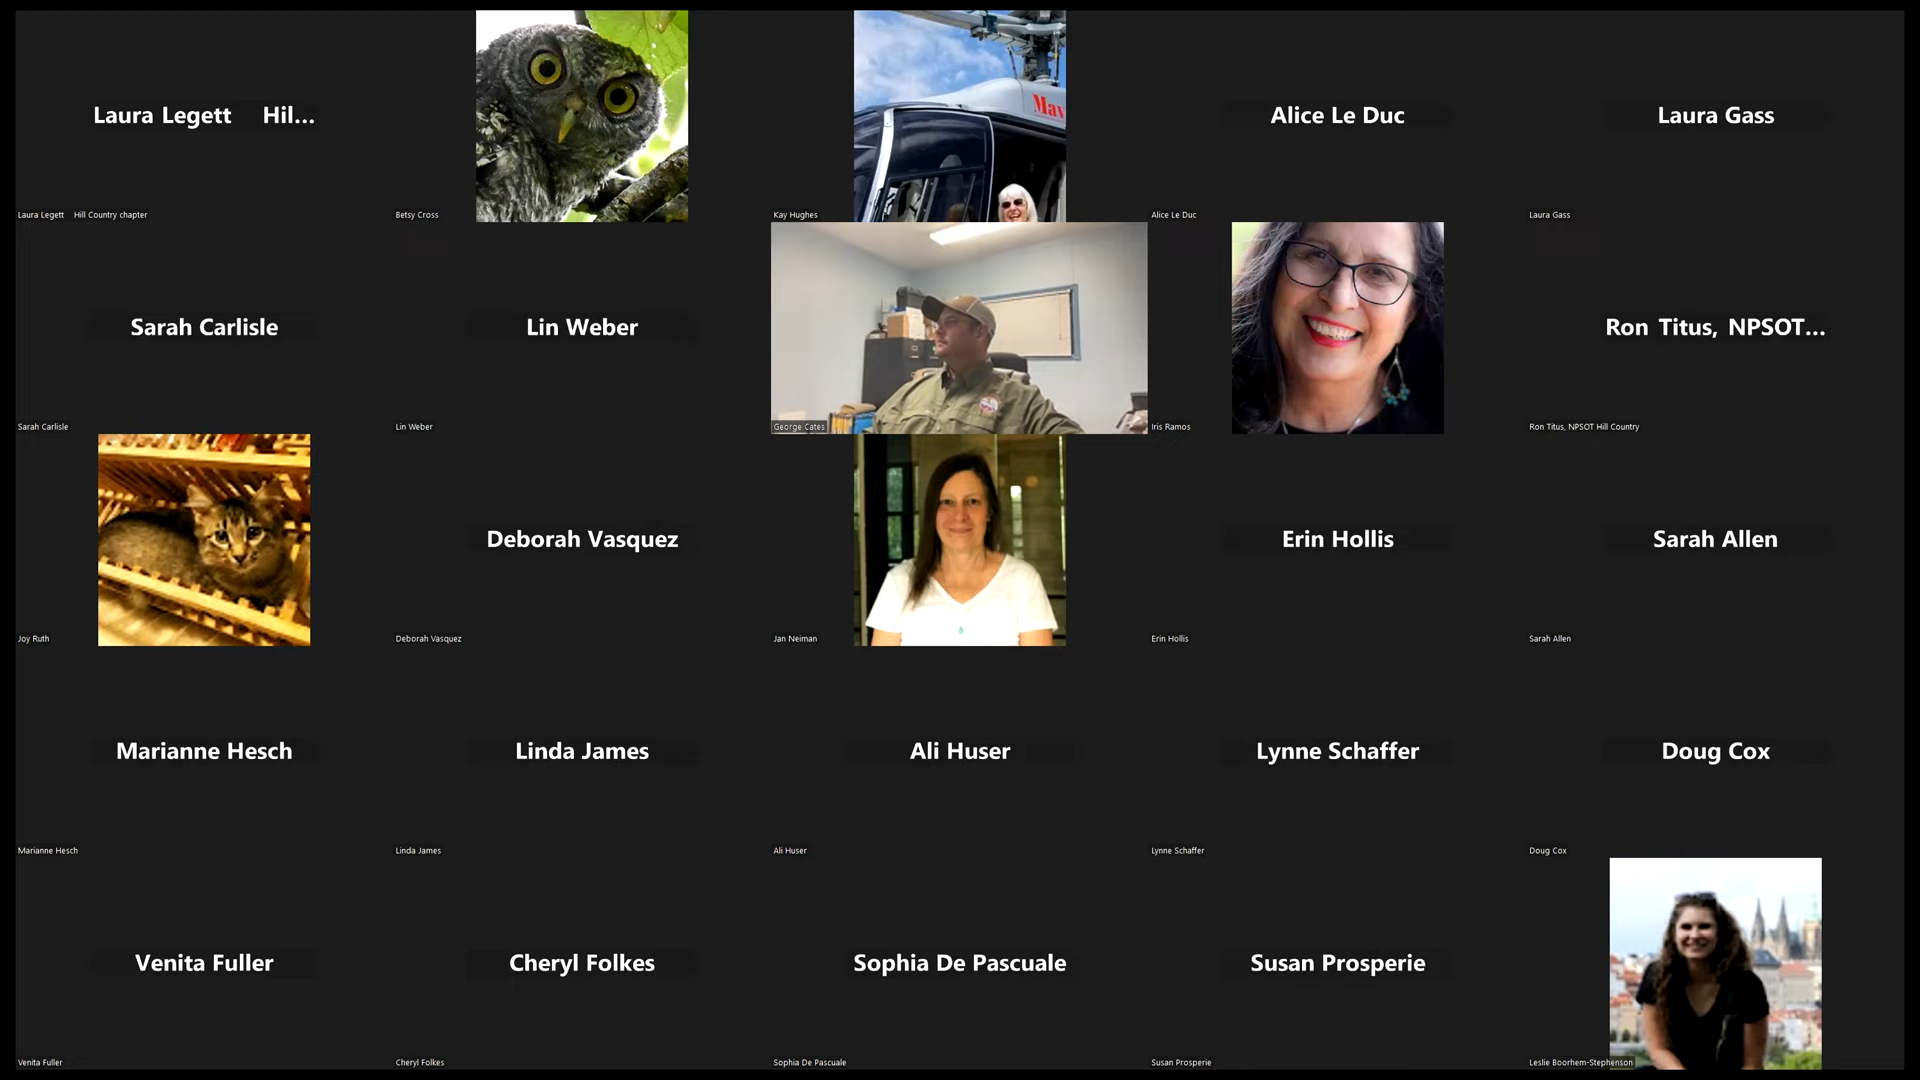 Laura Legett Hil...
Laura Legett Hill Country chapter
Betsy Cross
Mav
Kay Hughes
Alice Le Duc
Alice Le Duc
Laura Gass
Laura Gass
Sarah Carlisle
Sarah Carlisle
Lin Weber
Lin Weber
George Cates
Iris Ramos
Ron Titus, NPSOT...
Ron Titus, NPSOT Hill Country
Joy Ruth
Deborah Vasquez
Deborah Vasquez
Jan Neiman
Erin Hollis
Erin Hollis
Sarah Allen
Sarah Allen
Marianne Hesch
Marianne Hesch
Linda James
Linda James
Ali Huser
Ali Huser
Lynne Schaffer
Lynne Schaffer
Doug Cox
Doug Cox
Venita Fuller
Venita Fuller
Cheryl Folkes
Cheryl Folkes
Sophia De Pascuale
Sophia De Pascuale
Susan Prosperie
Susan Prosperie
Leslie Boorhem-Stephenson